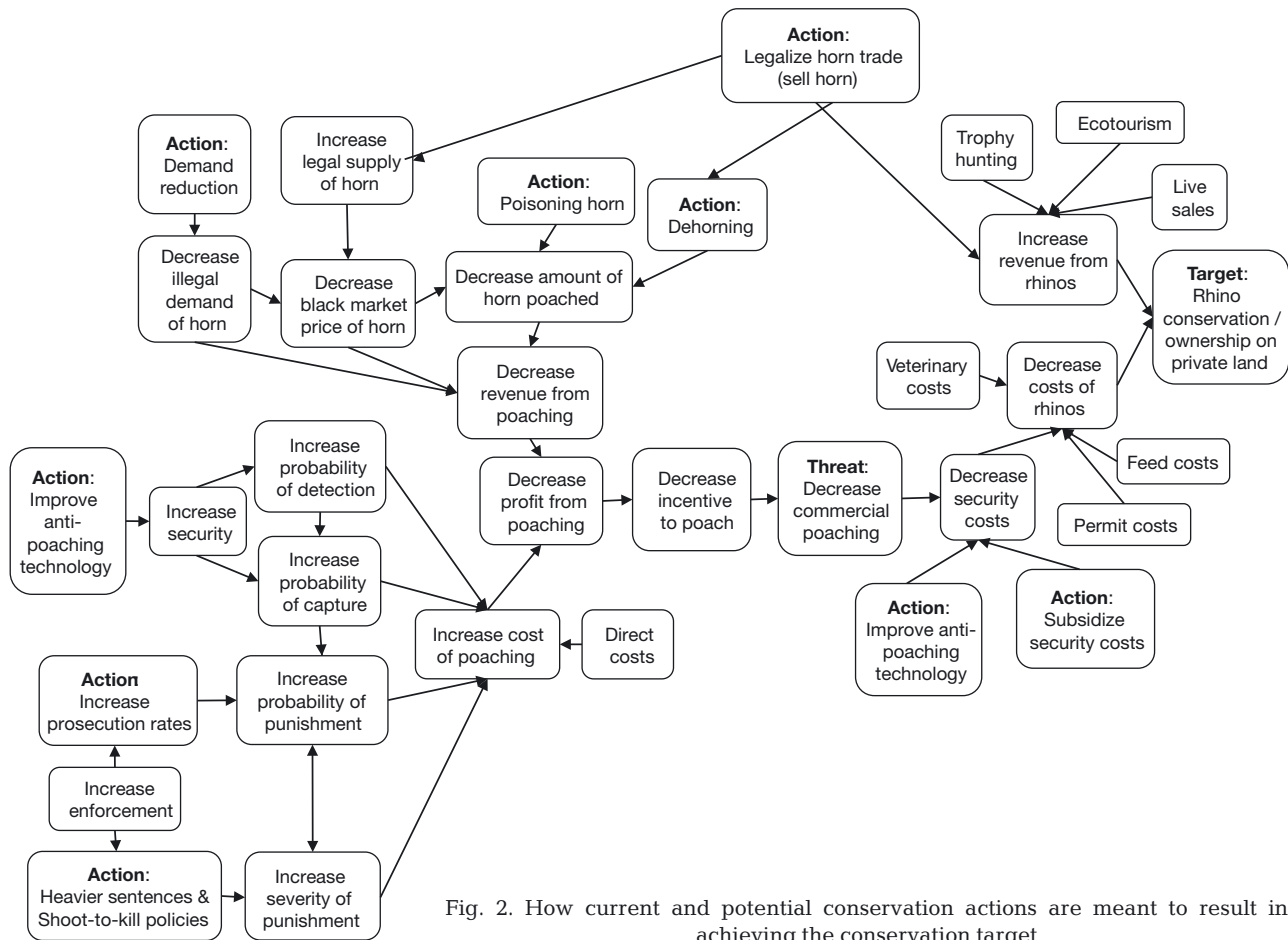 Action:
Legalize horn trade
(sell horn)
Action:
Demand
reduction
Increase
legal supply
of horn
Action:
Poisoning horn
Action:
Dehorning
Trophy
hunting
Ecotourism
Live
sales
Decrease
illegal
demand
of horn
Decrease
black market
price of horn
Decrease amount of
horn poached
Increase
revenue from
rhinos
Target:
Rhino
conservation /
ownership on
private land
Decrease
revenue from
poaching
Veterinary
costs
Decrease
costs of
rhinos
Action:
Improve
anti-
poaching
technology
Increase
security
Increase
probability
of detection
Decrease
profit from
poaching
Decrease
incentive
to poach
Threat:
Decrease
commercial
poaching
Decrease
security
costs
Feed costs
Permit costs
Increase
probability
of capture
Increase cost
of poaching
Direct
costs
Action:
Improve anti-
poaching
technology
Action:
Subsidize
security costs
Action
Increase
prosecution rates
Increase
probability of
punishment
Increase
enforcement
Action:
Heavier sentences &
Shoot-to-kill policies
Increase
severity of
punishment
Fig. 2. How current and potential conservation actions are meant to result in
achieving the conservation target